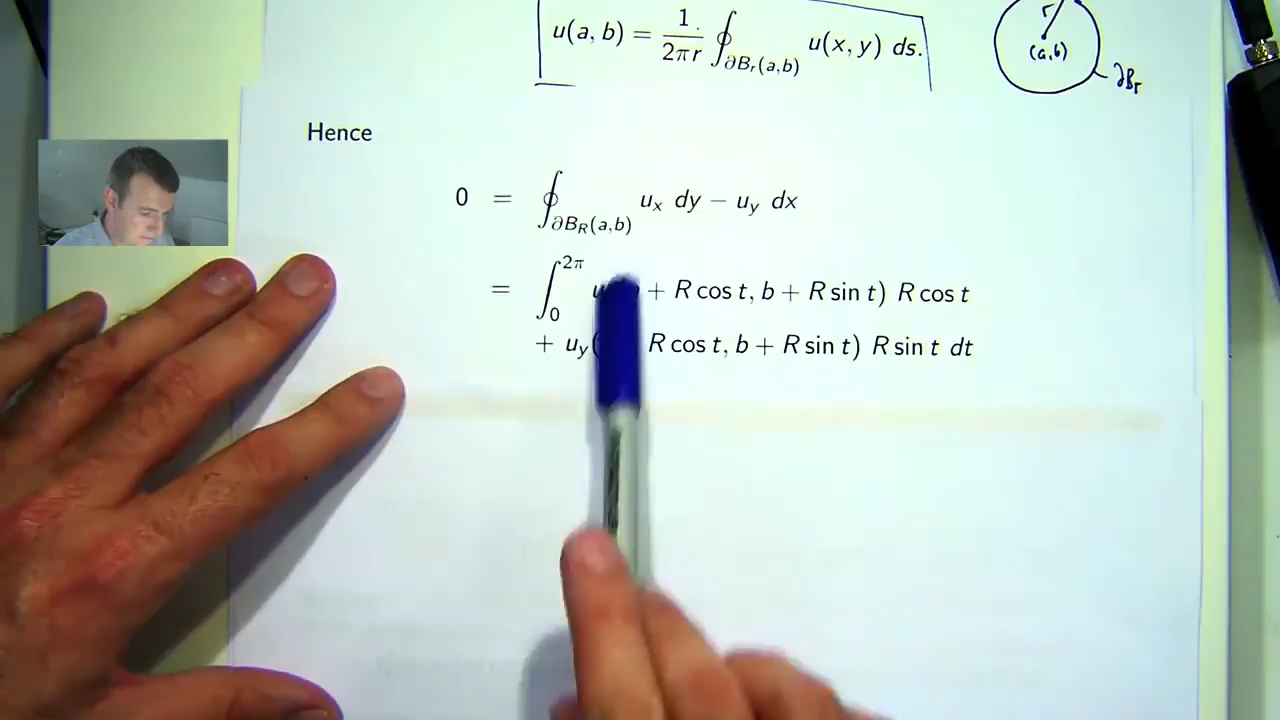 u(a, b) = 1/2πr ∮_{∂B_r(a,b)} u(x, y) ds.
r
(a,b)
∂B_r
Hence
0 = ∮_{∂B_R(a,b)} u_x dy − u_y dx
= ∫_0^{2π} + R cos t, b + R sin t) R cos t
+ u_y( R cos t, b + R sin t) R sin t dt